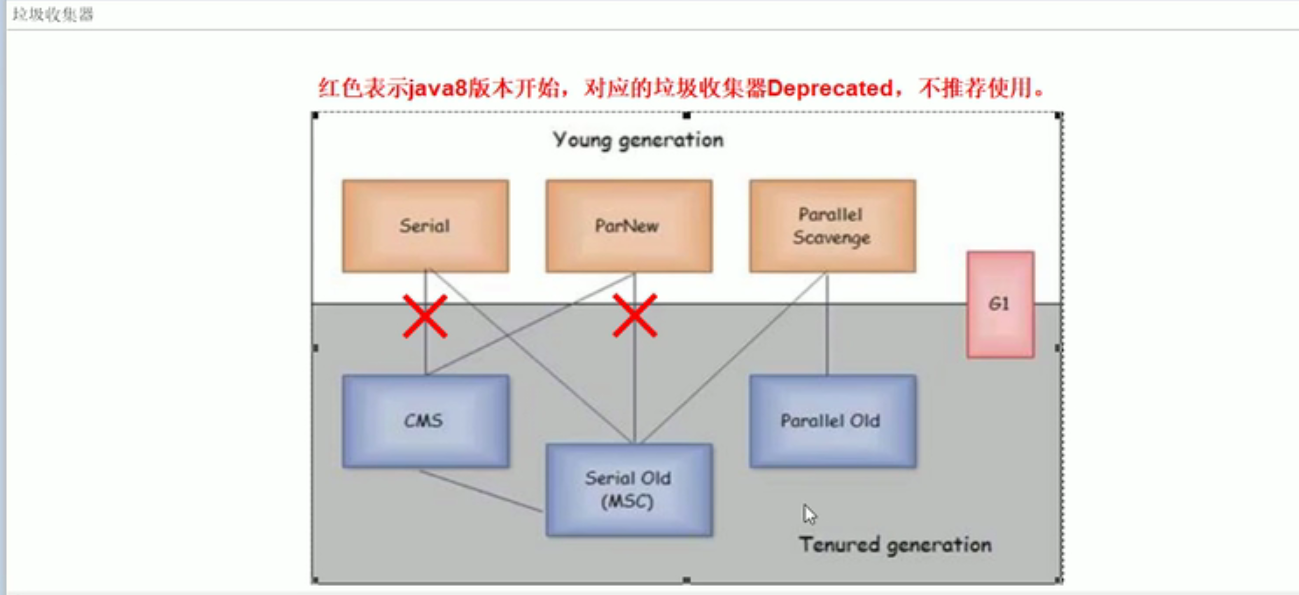 垃圾收集器
红色表示java8版本开始，对应的垃圾收集器Deprecated，不推荐使用。
Young generation
Serial
ParNew
Parallel
Scavenge
G1
CMS
Serial Old
(MSC)
Parallel Old
Tenured generation